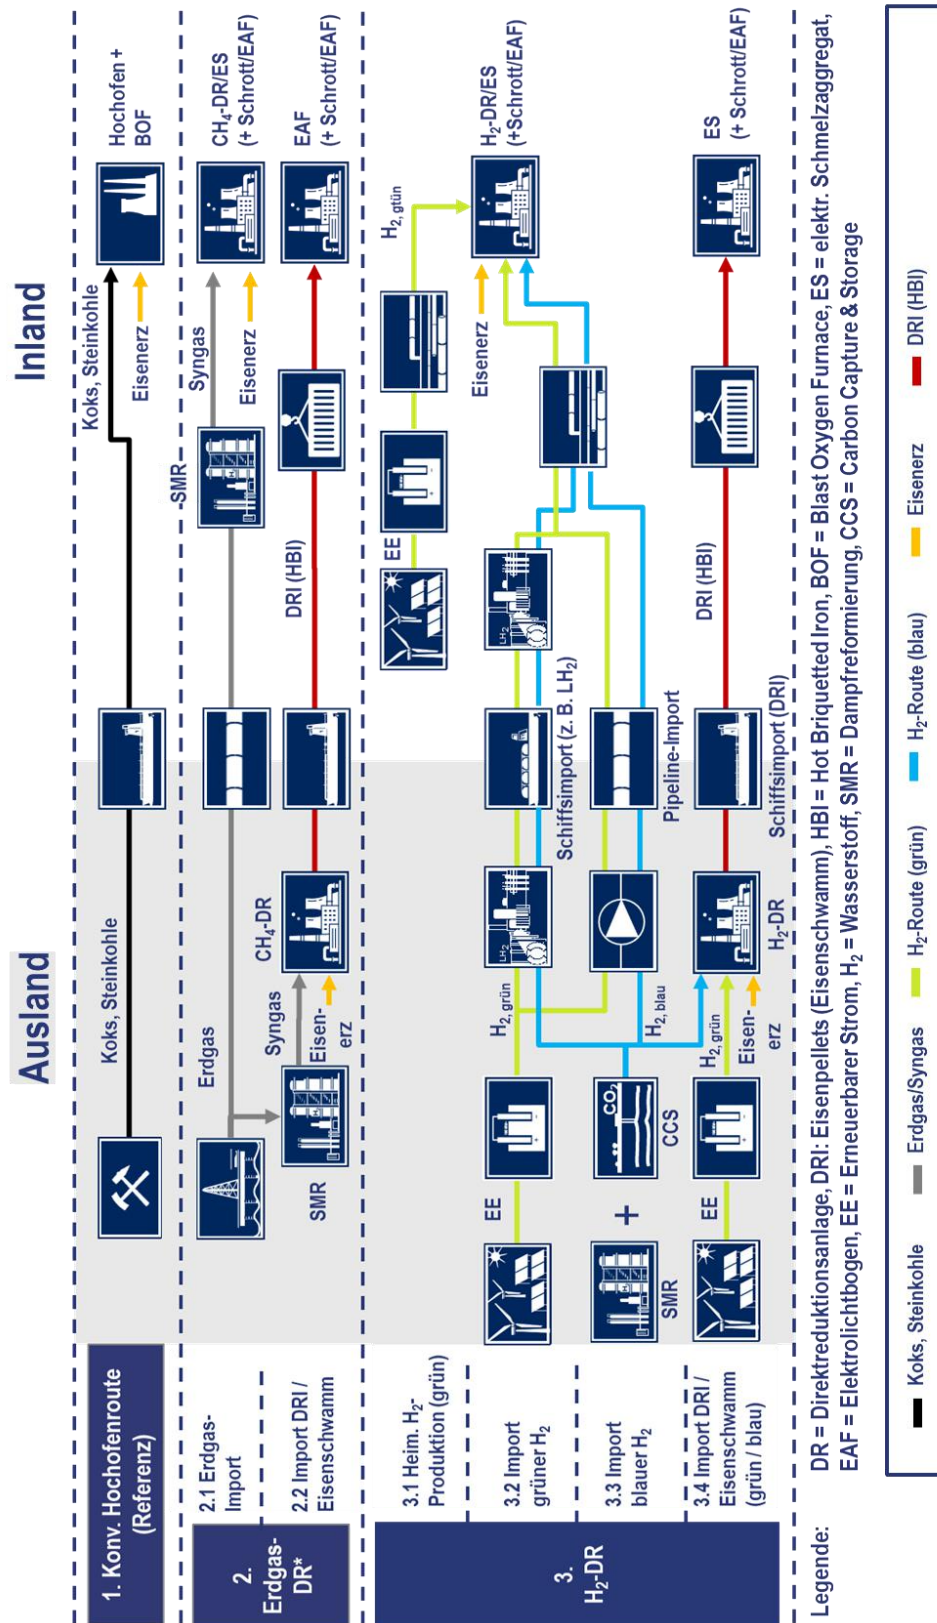 Ausland
Inland
1. Konv. Hochofenroute
(Referenz)
Koks, Steinkohle
Koks, Steinkohle
Eisenerz
Hochofen +
BOF
2.
Erdgas-
DR*
2.1 Erdgas-
Import
Erdgas
-SMR
Syngas
Eisenerz
CH₄-DR/ES
(+ Schrott/EAF)
2.2 Import DRI /
Eisenschwamm
SMR
Syngas
Eisen-
erz
CH₄-DR
DRI (HBI)
EAF
(+ Schrott/EAF)
3.
H₂-DR
3.1 Heim. H₂-
Produktion (grün)
EE
H₂, gtün
Eisenerz
H₂-DR/ES
(+Schrott/EAF)
3.2 Import
grüner H₂
EE
H₂, grün
LH₂
Schiffsimport (z. B. LH₂)
LH₂
3.3 Import
blauer H₂
SMR
+
CO₂
CCS
H₂, blau
Pipeline-Import
3.4 Import DRI /
Eisenschwamm
(grün / blau)
EE
H₂, grün
Eisen-
erz
H₂-DR
Schiffsimport (DRI)
DRI (HBI)
ES
(+ Schrott/EAF)
Legende:
DR = Direktreduktionsanlage, DRI: Eisenpellets (Eisenschwamm), HBI = Hot Briquetted Iron, BOF = Blast Oxygen Furnace, ES = elektr. Schmelzaggregat,
EAF = Elektrolichtbogen, EE = Erneuerbarer Strom, H₂ = Wasserstoff, SMR = Dampfreformierung, CCS = Carbon Capture & Storage
Koks, Steinkohle
Erdgas/Syngas
H₂-Route (grün)
H₂-Route (blau)
Eisenerz
DRI (HBI)